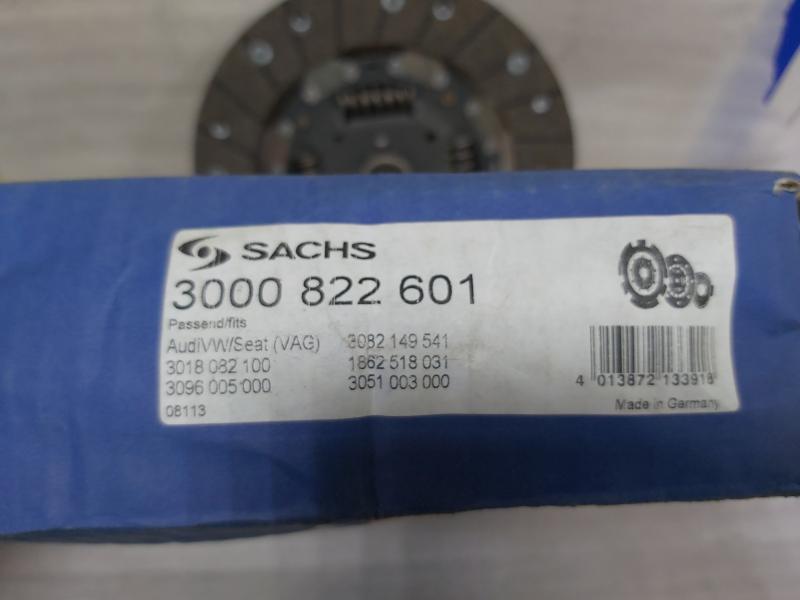 SACHS
3000 822 601
Passend/fits
Audi/VW/Seat (VAG) 3082 149 541
3018 082 100 1862 518 031
3096 005 000 3051 003 000
08113
4 013872 133918
Made in Germany